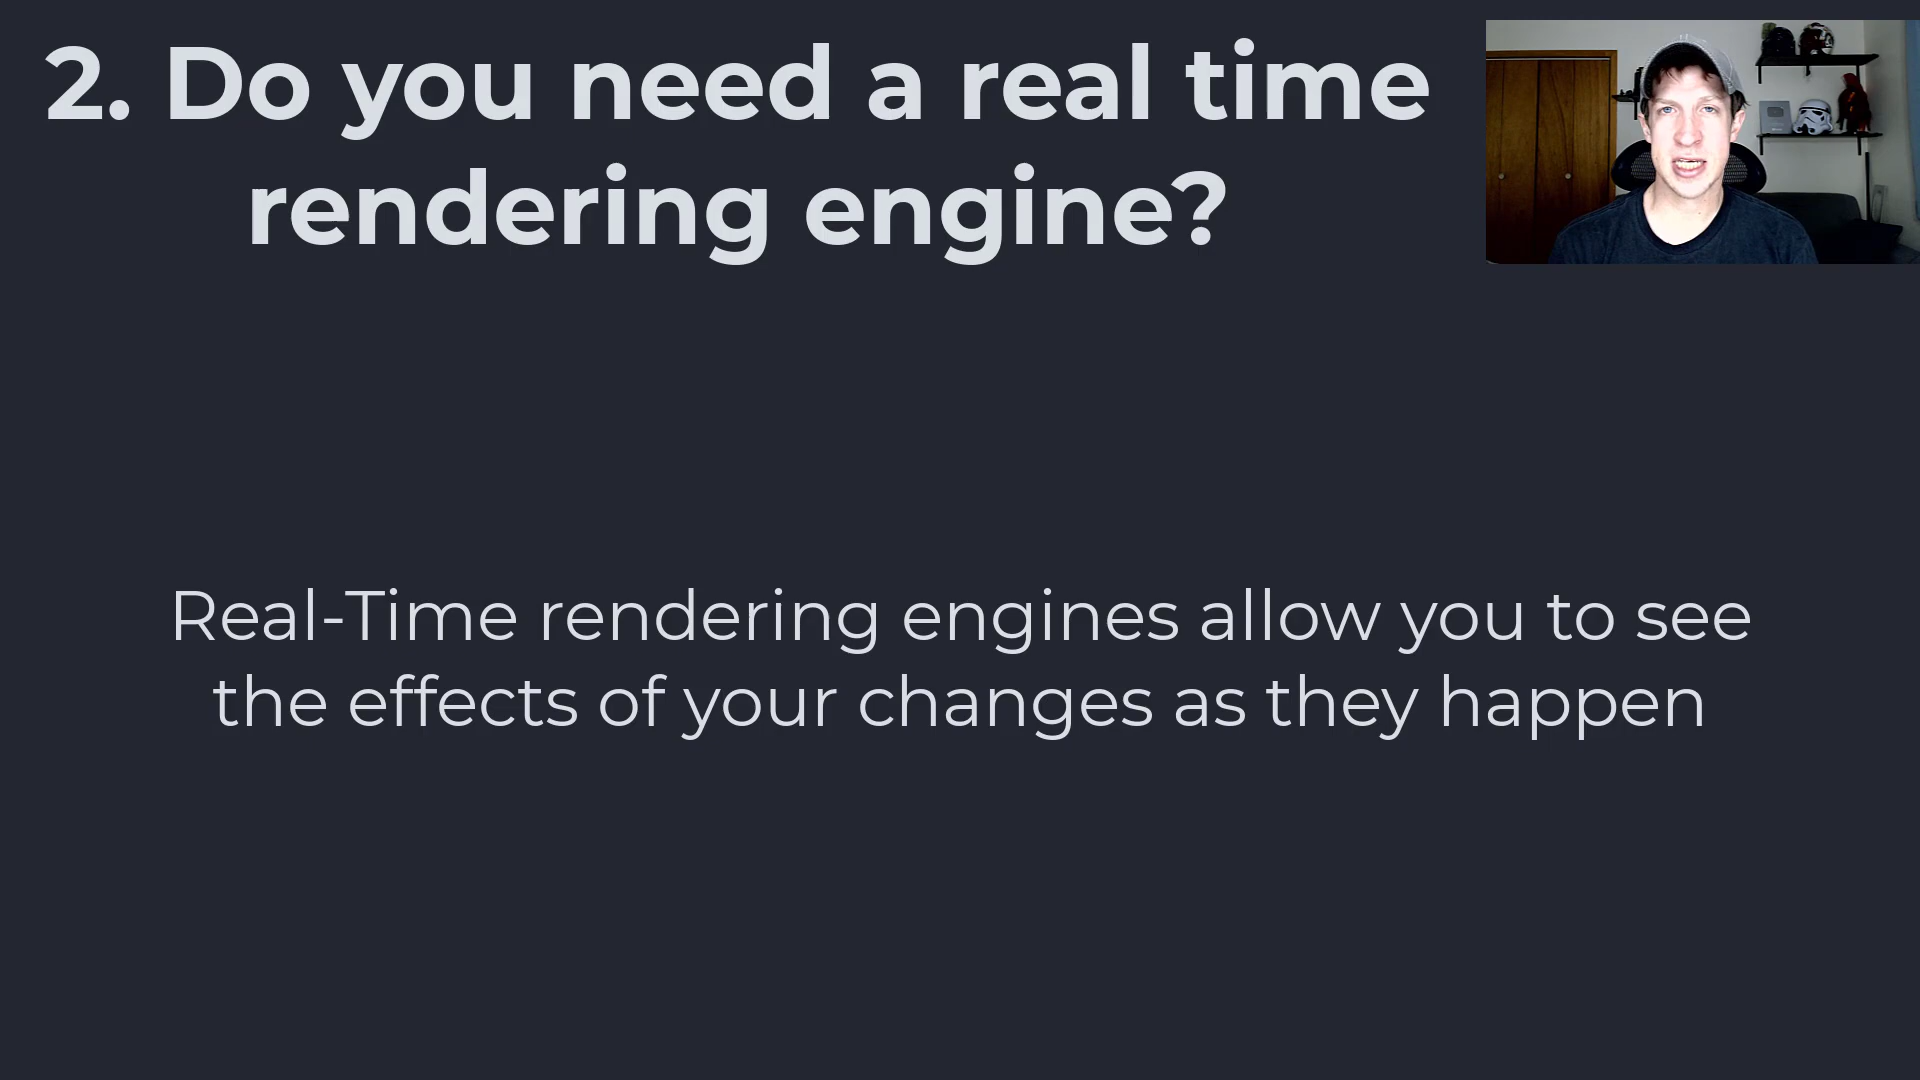 2. Do you need a real time
rendering engine?
Real-Time rendering engines allow you to see
the effects of your changes as they happen